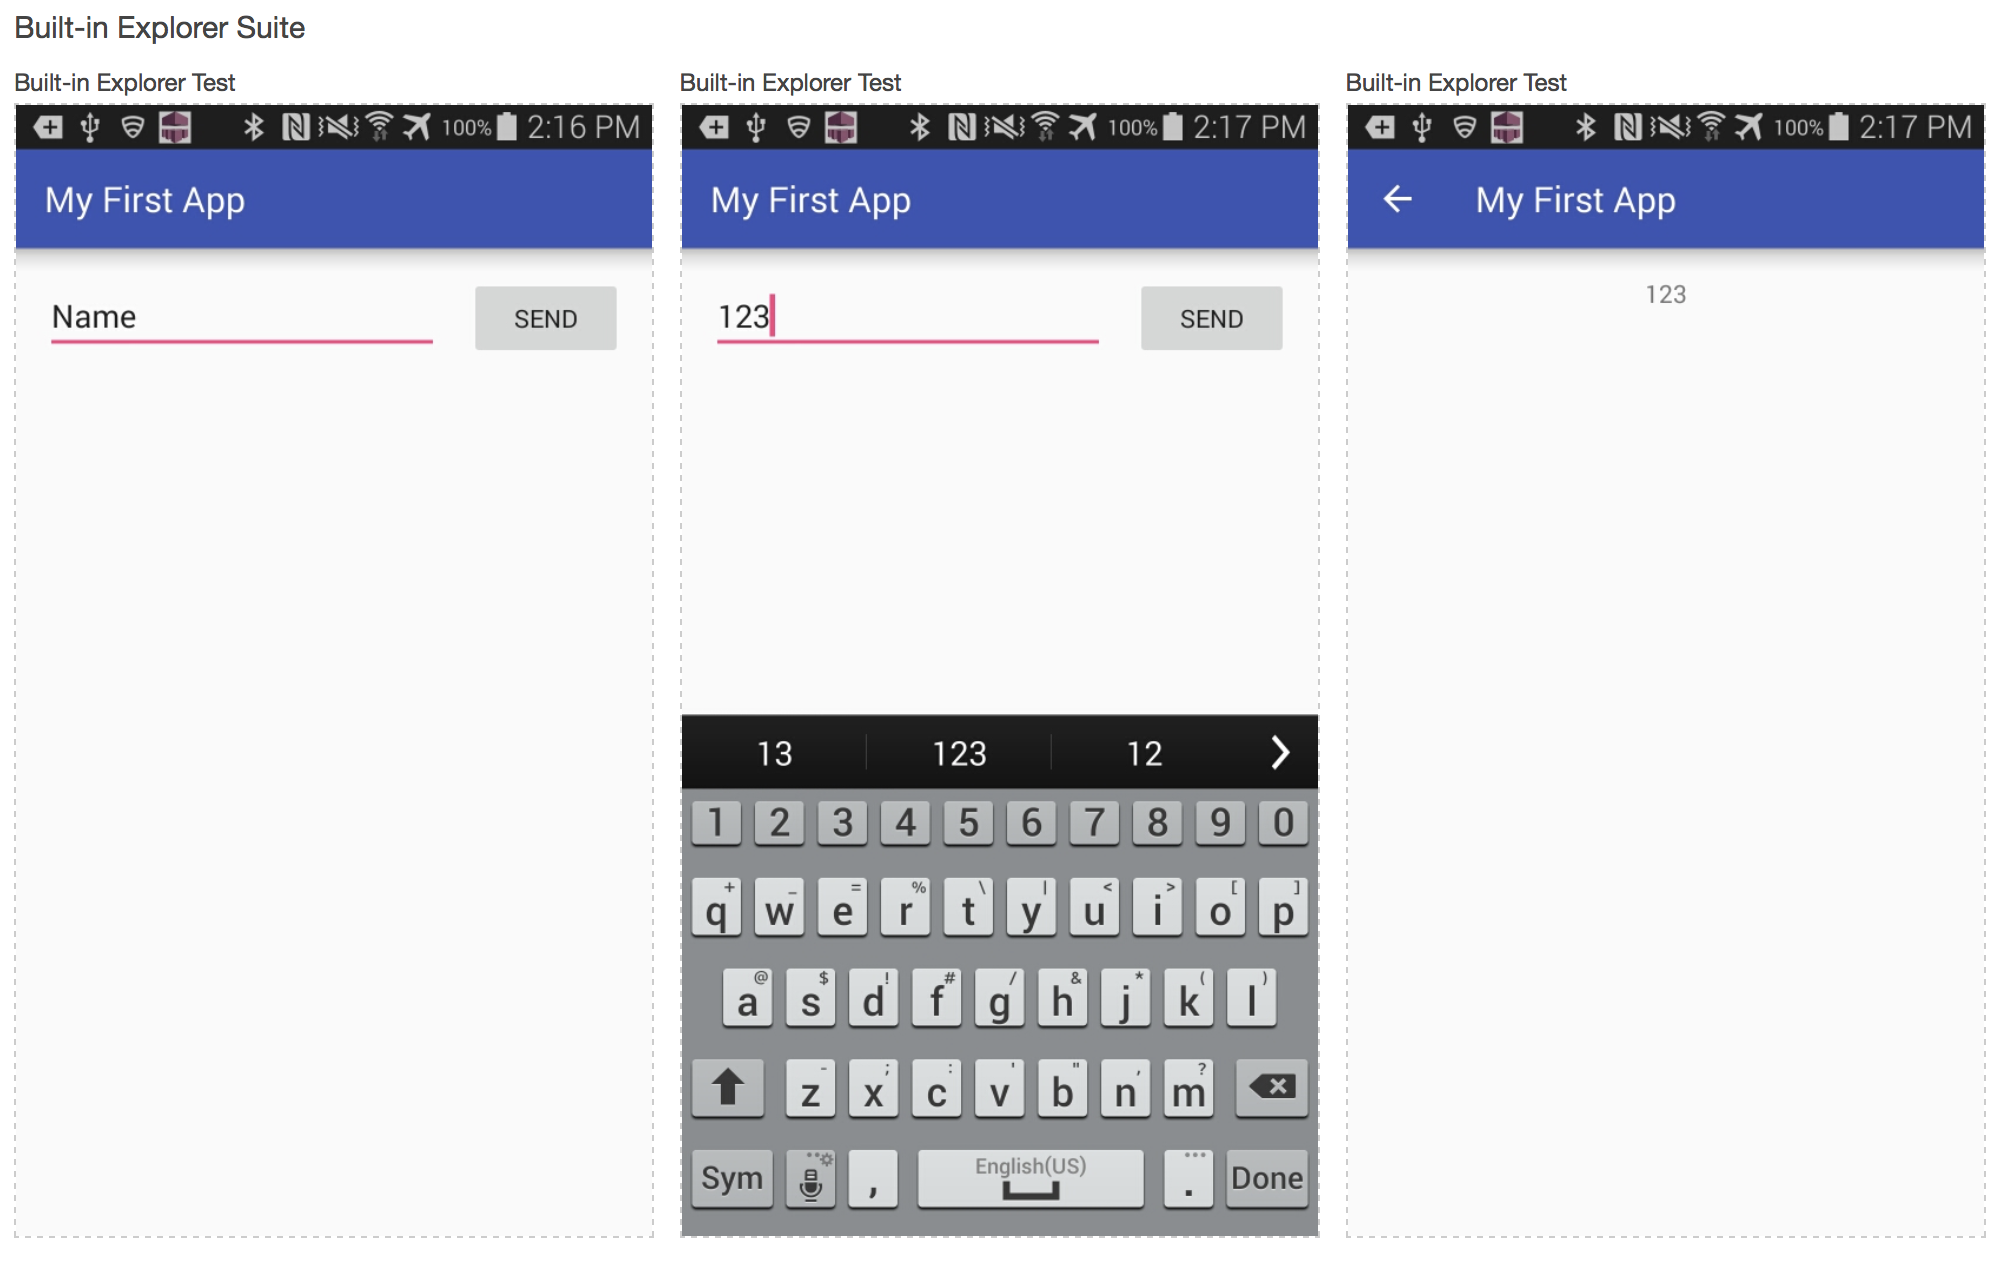 Built-in Explorer Suite
Built-in Explorer Test
100% 2:16 PM
My First App
Name
SEND
Built-in Explorer Test
100% 2:17 PM
My First App
123
SEND
13 123 12
1 2 3 4 5 6 7 8 9 0
+ _ = % \ | < > [ ]
q w e r t y u i o p
@ $ ! # / & * ( )
a s d f g h j k l
- ; : ' " , ?
z x c v b n m
English(US)
Sym , . Done
Built-in Explorer Test
100% 2:17 PM
My First App
123